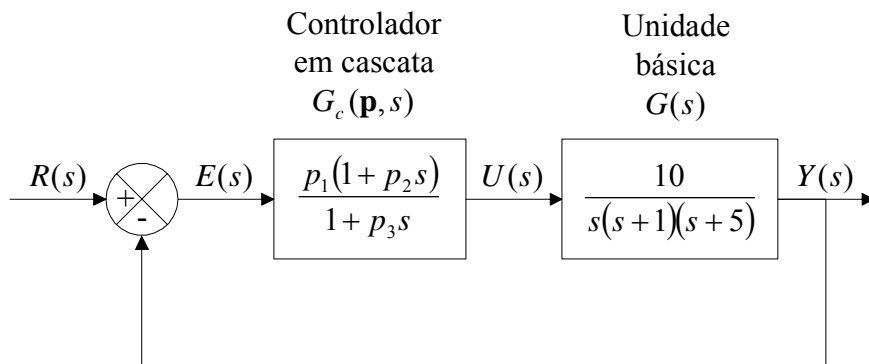 Controlador
em cascata
G_c(p,s)
Unidade
básica
G(s)
R(s)
+
-
E(s)
p_1(1 + p_2 s)
1 + p_3 s
U(s)
10
s(s+1)(s+5)
Y(s)